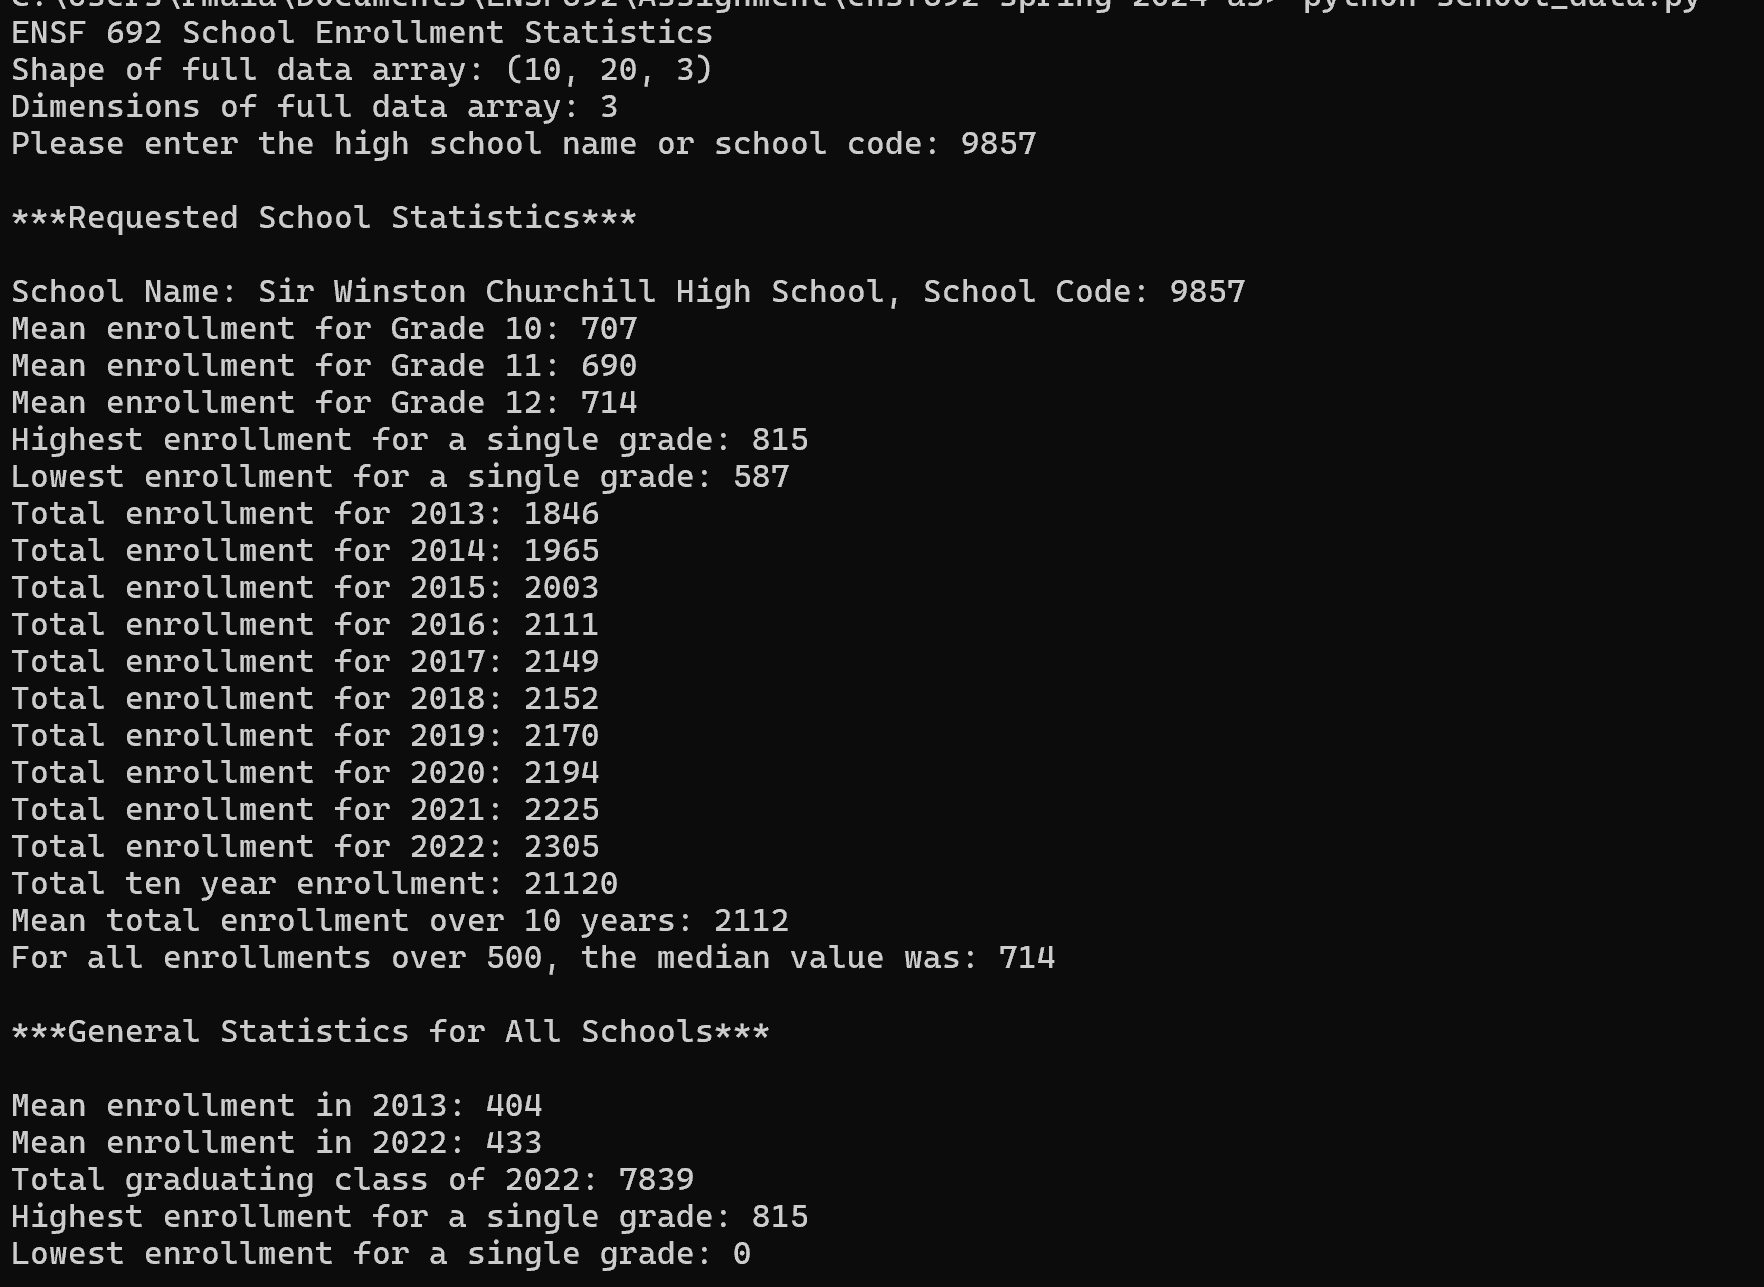 ENSF 692 School Enrollment Statistics
Shape of full data array: (10, 20, 3)
Dimensions of full data array: 3
Please enter the high school name or school code: 9857
***Requested School Statistics***
School Name: Sir Winston Churchill High School, School Code: 9857
Mean enrollment for Grade 10: 707
Mean enrollment for Grade 11: 690
Mean enrollment for Grade 12: 714
Highest enrollment for a single grade: 815
Lowest enrollment for a single grade: 587
Total enrollment for 2013: 1846
Total enrollment for 2014: 1965
Total enrollment for 2015: 2003
Total enrollment for 2016: 2111
Total enrollment for 2017: 2149
Total enrollment for 2018: 2152
Total enrollment for 2019: 2170
Total enrollment for 2020: 2194
Total enrollment for 2021: 2225
Total enrollment for 2022: 2305
Total ten year enrollment: 21120
Mean total enrollment over 10 years: 2112
For all enrollments over 500, the median value was: 714
***General Statistics for All Schools***
Mean enrollment in 2013: 404
Mean enrollment in 2022: 433
Total graduating class of 2022: 7839
Highest enrollment for a single grade: 815
Lowest enrollment for a single grade: 0